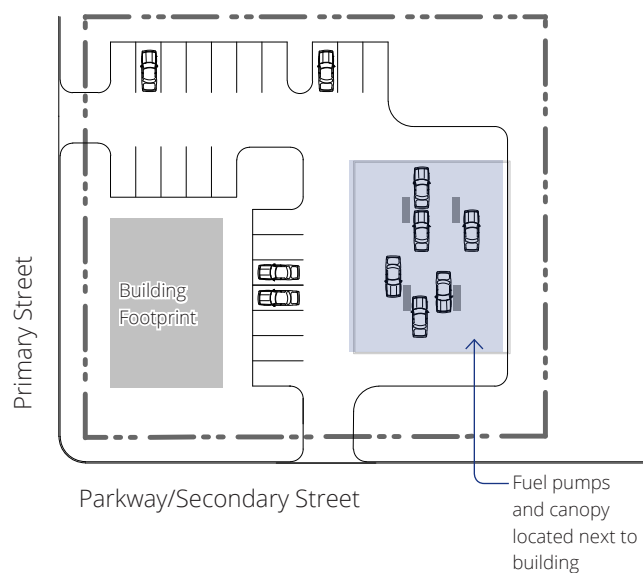 Building
Footprint
Primary Street
Parkway/Secondary Street
Fuel pumps
and canopy
located next to
building